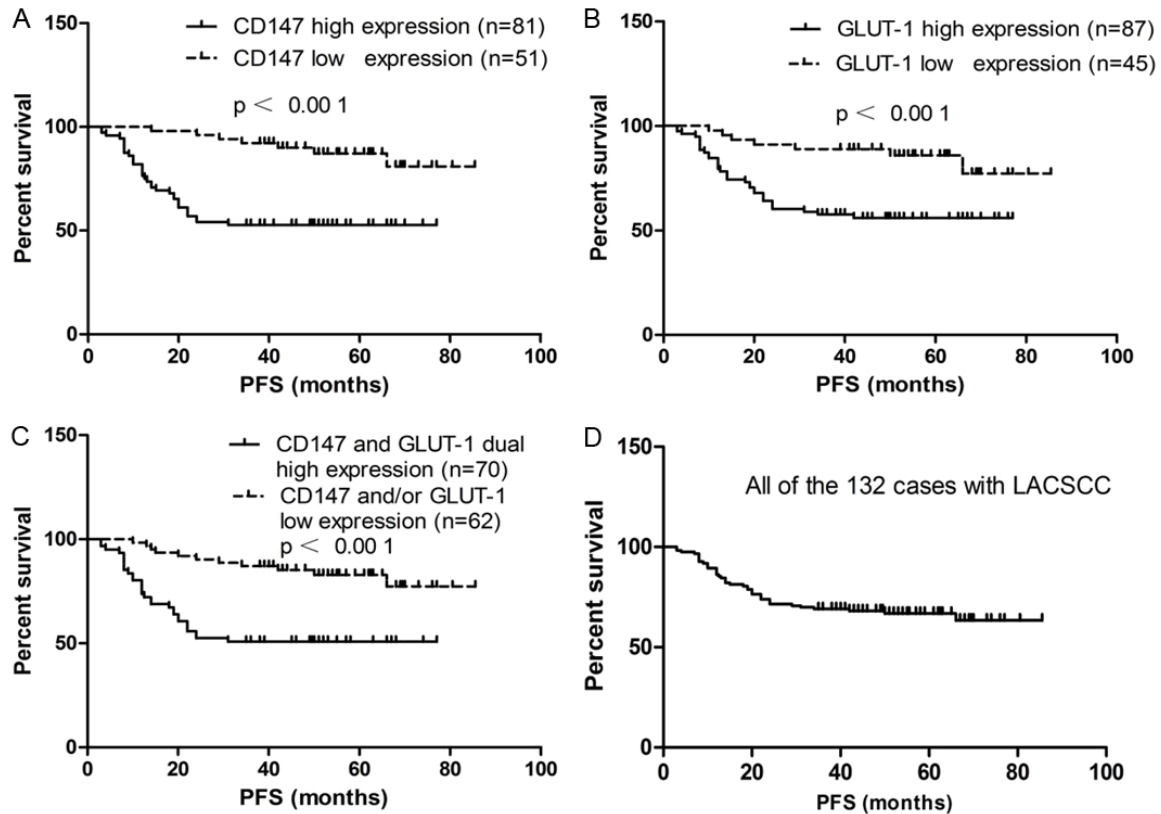 A
150
CD147 high expression (n=81)
CD147 low expression (n=51)
p < 0.00 1
100
50
0
Percent survival
0 20 40 60 80 100
PFS (months)
B
150
GLUT-1 high expression (n=87)
GLUT-1 low expression (n=45)
p < 0.00 1
100
50
0
Percent survival
0 20 40 60 80 100
PFS (months)
C
150
CD147 and GLUT-1 dual
high expression (n=70)
CD147 and/or GLUT-1
low expression (n=62)
p < 0.00 1
100
50
0
Percent survival
0 20 40 60 80 100
PFS (months)
D
150
All of the 132 cases with LACSCC
100
50
0
Percent survival
0 20 40 60 80 100
PFS (months)